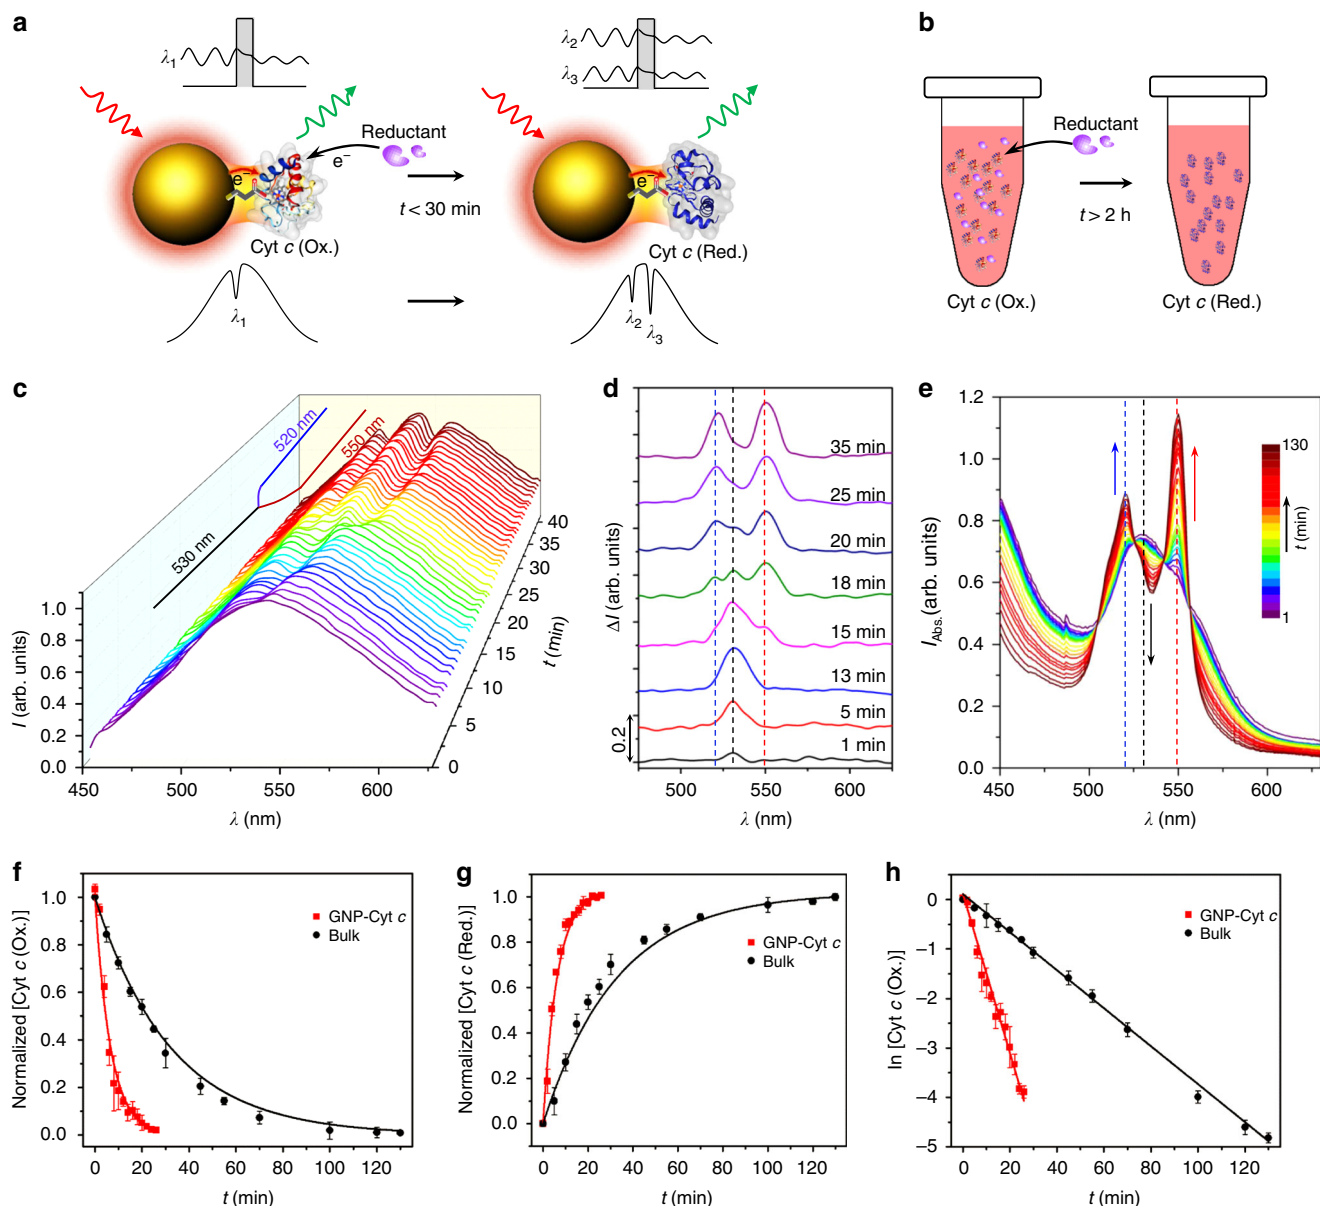 a
λ1
Reductant
e−
e−
t < 30 min
Cyt c (Ox.)
λ1
λ2
λ3
e−
Cyt c (Red.)
λ2
λ3
b
Reductant
t > 2 h
Cyt c (Ox.)
Cyt c (Red.)
c
520 nm
550 nm
530 nm
I (arb. units)
1.0
0.8
0.6
0.4
0.2
0.0
450
500
550
600
λ (nm)
0
5
10
15
20
25
30
35
40
t (min)
d
ΔI (arb. units)
35 min
25 min
20 min
18 min
15 min
13 min
5 min
1 min
0.2
500
550
600
λ (nm)
e
IAbs.(arb. units)
1.2
1.0
0.8
0.6
0.4
0.2
0.0
450
500
550
600
λ (nm)
130
1
t (min)
f
Normalized [Cyt c (Ox.)]
1.0
0.8
0.6
0.4
0.2
0.0
GNP-Cyt c
Bulk
0 20 40 60 80 100 120
t (min)
g
Normalized [Cyt c (Red.)]
1.0
0.8
0.6
0.4
0.2
0.0
GNP-Cyt c
Bulk
0 20 40 60 80 100 120
t (min)
h
ln [Cyt c (Ox.)]
0
−1
−2
−3
−4
−5
GNP-Cyt c
Bulk
0 20 40 60 80 100 120
t (min)